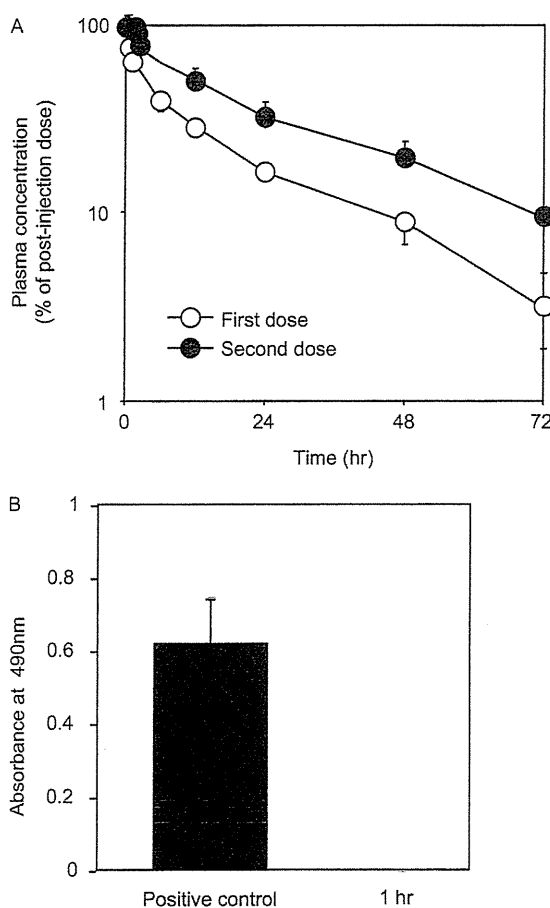 A
Plasma concentration
(% of post-injection dose)
100
10
1
First dose
Second dose
0
24
48
72
Time (hr)
B
Absorbance at 490nm
1
0.8
0.6
0.4
0.2
0
Positive control
1 hr